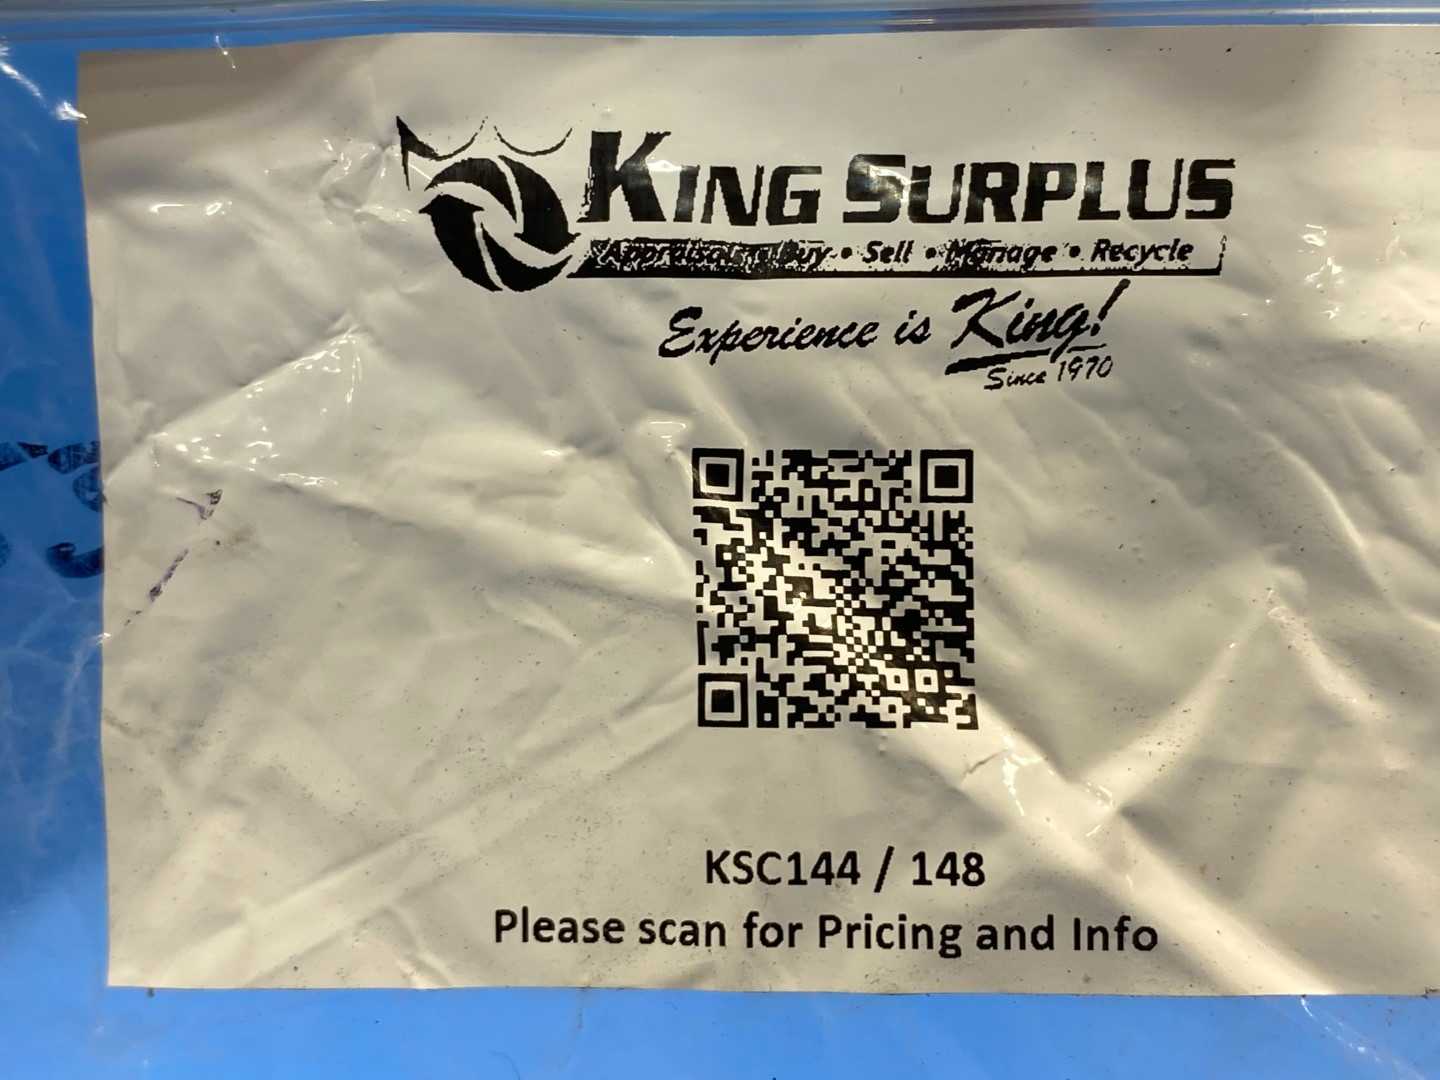 KING SURPLUS
Appraisals • Buy • Sell • Manage • Recycle
Experience is King!
Since 1970
KSC144 / 148
Please scan for Pricing and Info